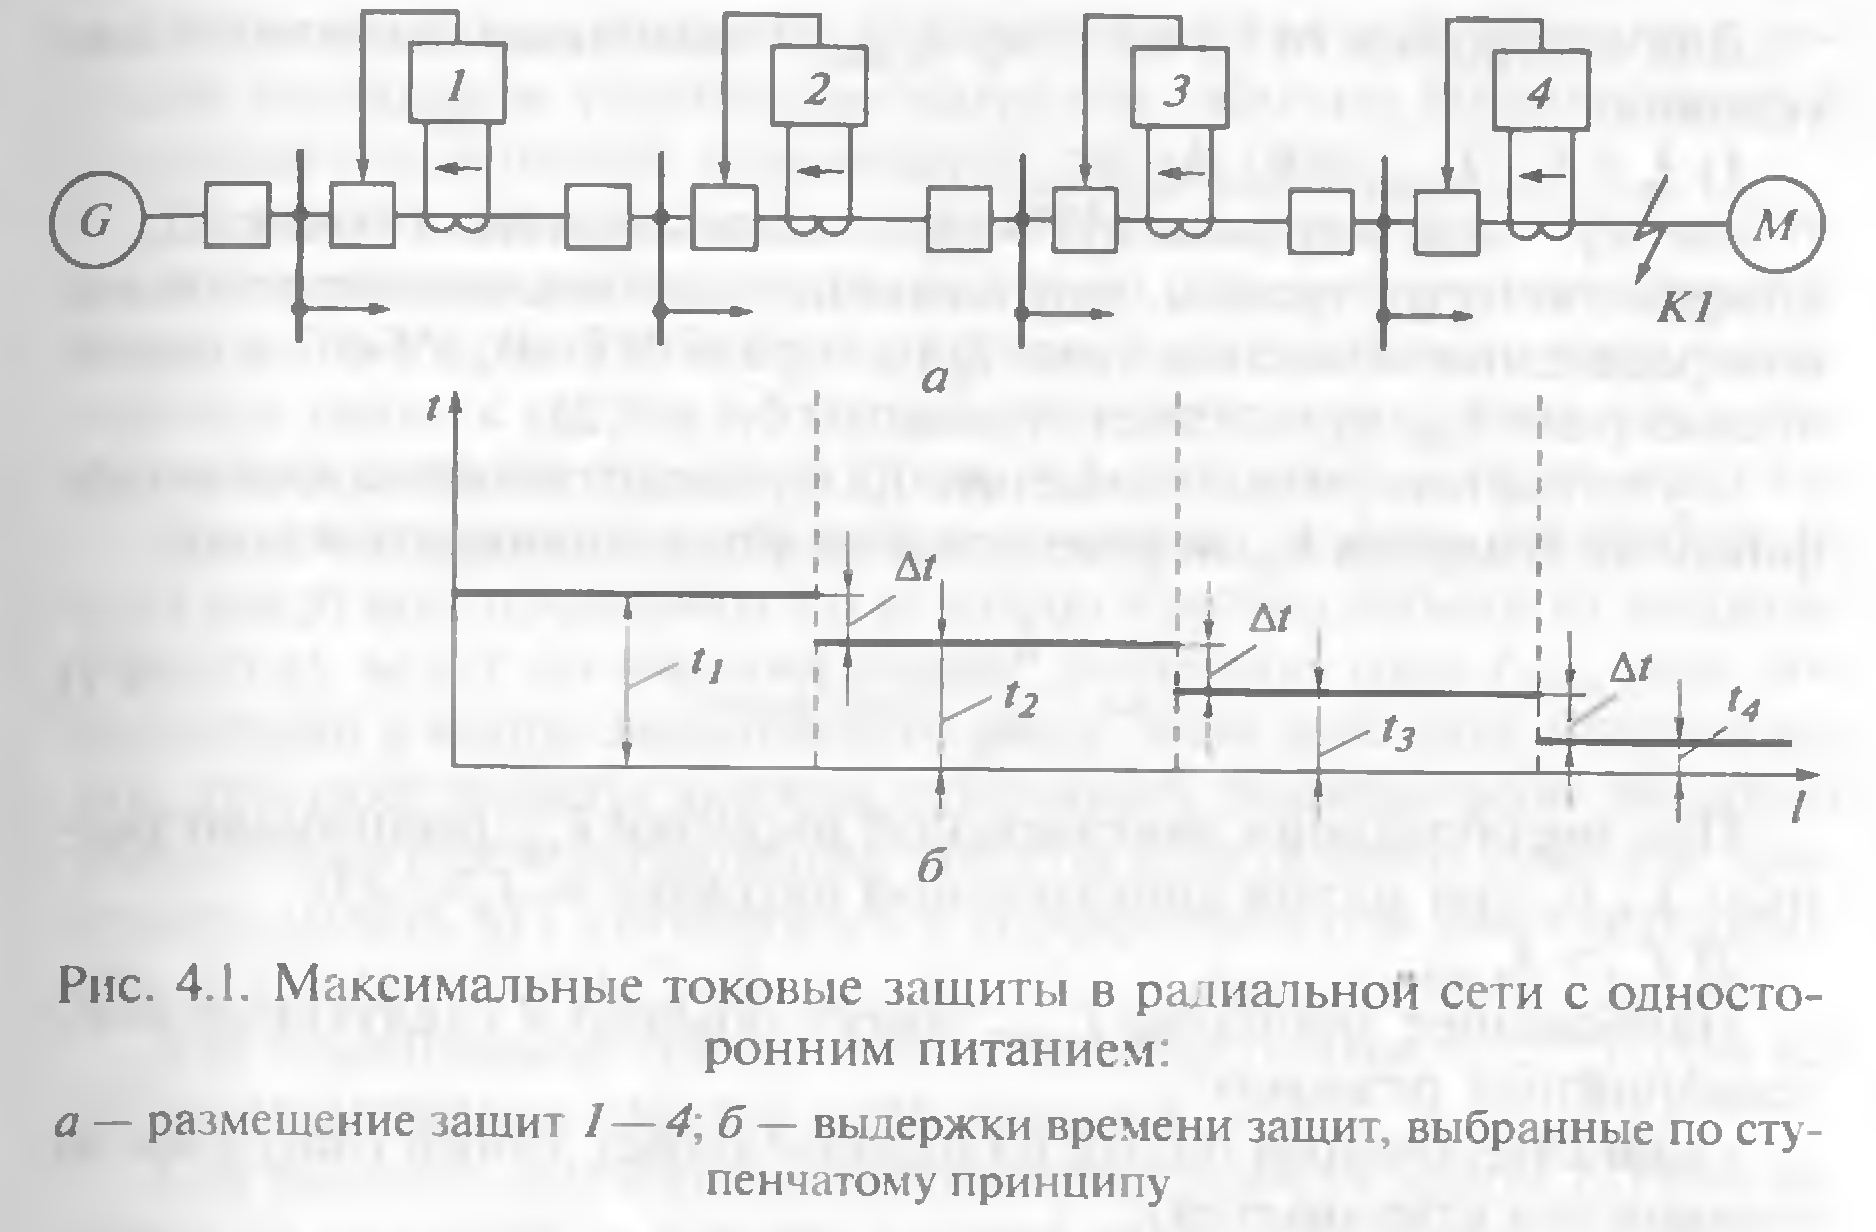 1 2 3 4
G M
K1
а
t
Δt
Δt
t1
Δt
t2
t4
t3
l
б
Рис. 4.1. Максимальные токовые защиты в радиальной сети с односто-
ронним питанием:
а — размещение защит 1—4; б — выдержки времени защит, выбранные по сту-
пенчатому принципу